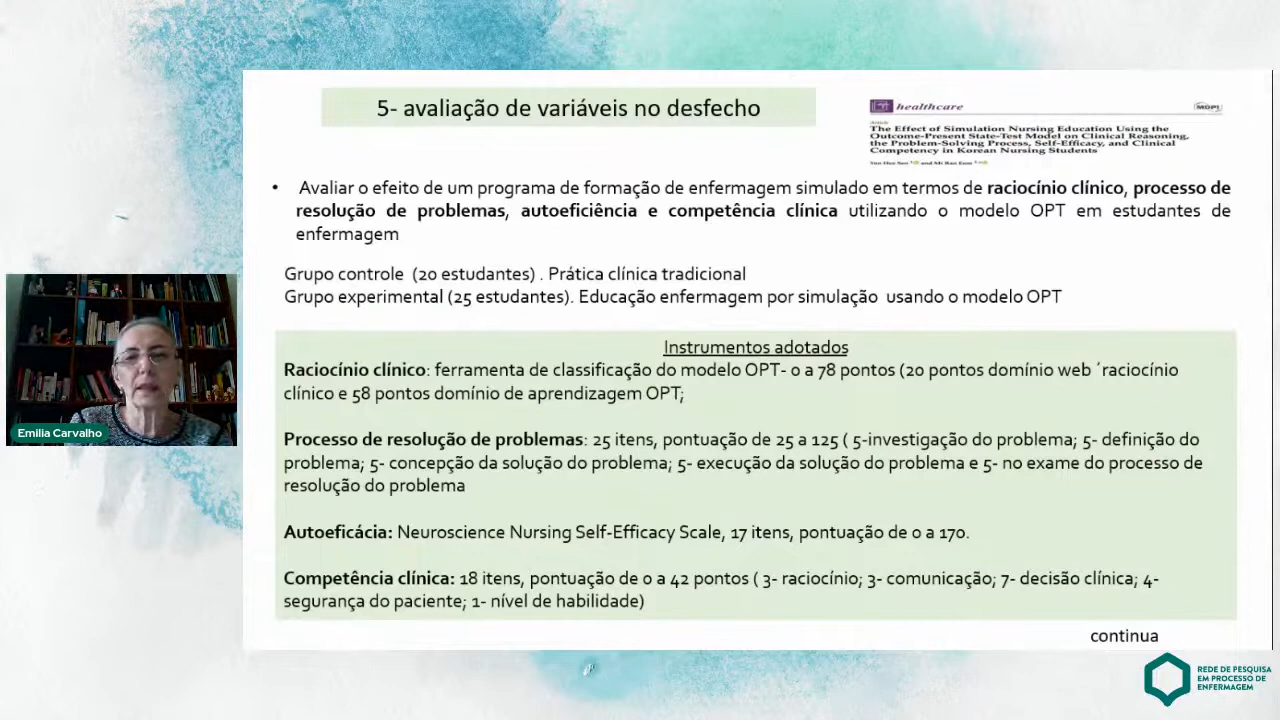 5- avaliação de variáveis no desfecho
healthcare
MDPI
The Effect of Simulation Nursing Education Using the
Outcome-Present State-Test Model on Clinical Reasoning,
the Problem-Solving Process, Self-Efficacy, and Clinical
Competency in Korean Nursing Students
• Avaliar o efeito de um programa de formação de enfermagem simulado em termos de raciocínio clínico, processo de
resolução de problemas, autoeficiência e competência clínica utilizando o modelo OPT em estudantes de
enfermagem
Grupo controle (20 estudantes) . Prática clínica tradicional
Grupo experimental (25 estudantes). Educação enfermagem por simulação usando o modelo OPT
Instrumentos adotados
Raciocínio clínico: ferramenta de classificação do modelo OPT- 0 a 78 pontos (20 pontos domínio web ´raciocínio
clínico e 58 pontos domínio de aprendizagem OPT;
Processo de resolução de problemas: 25 itens, pontuação de 25 a 125 ( 5-investigação do problema; 5- definição do
problema; 5- concepção da solução do problema; 5- execução da solução do problema e 5- no exame do processo de
resolução do problema
Autoeficácia: Neuroscience Nursing Self-Efficacy Scale, 17 itens, pontuação de 0 a 170.
Competência clínica: 18 itens, pontuação de 0 a 42 pontos ( 3- raciocínio; 3- comunicação; 7- decisão clínica; 4-
segurança do paciente; 1- nível de habilidade)
continua
Emilia Carvalho
REDE DE PESQUISA
EM PROCESSO DE
ENFERMAGEM